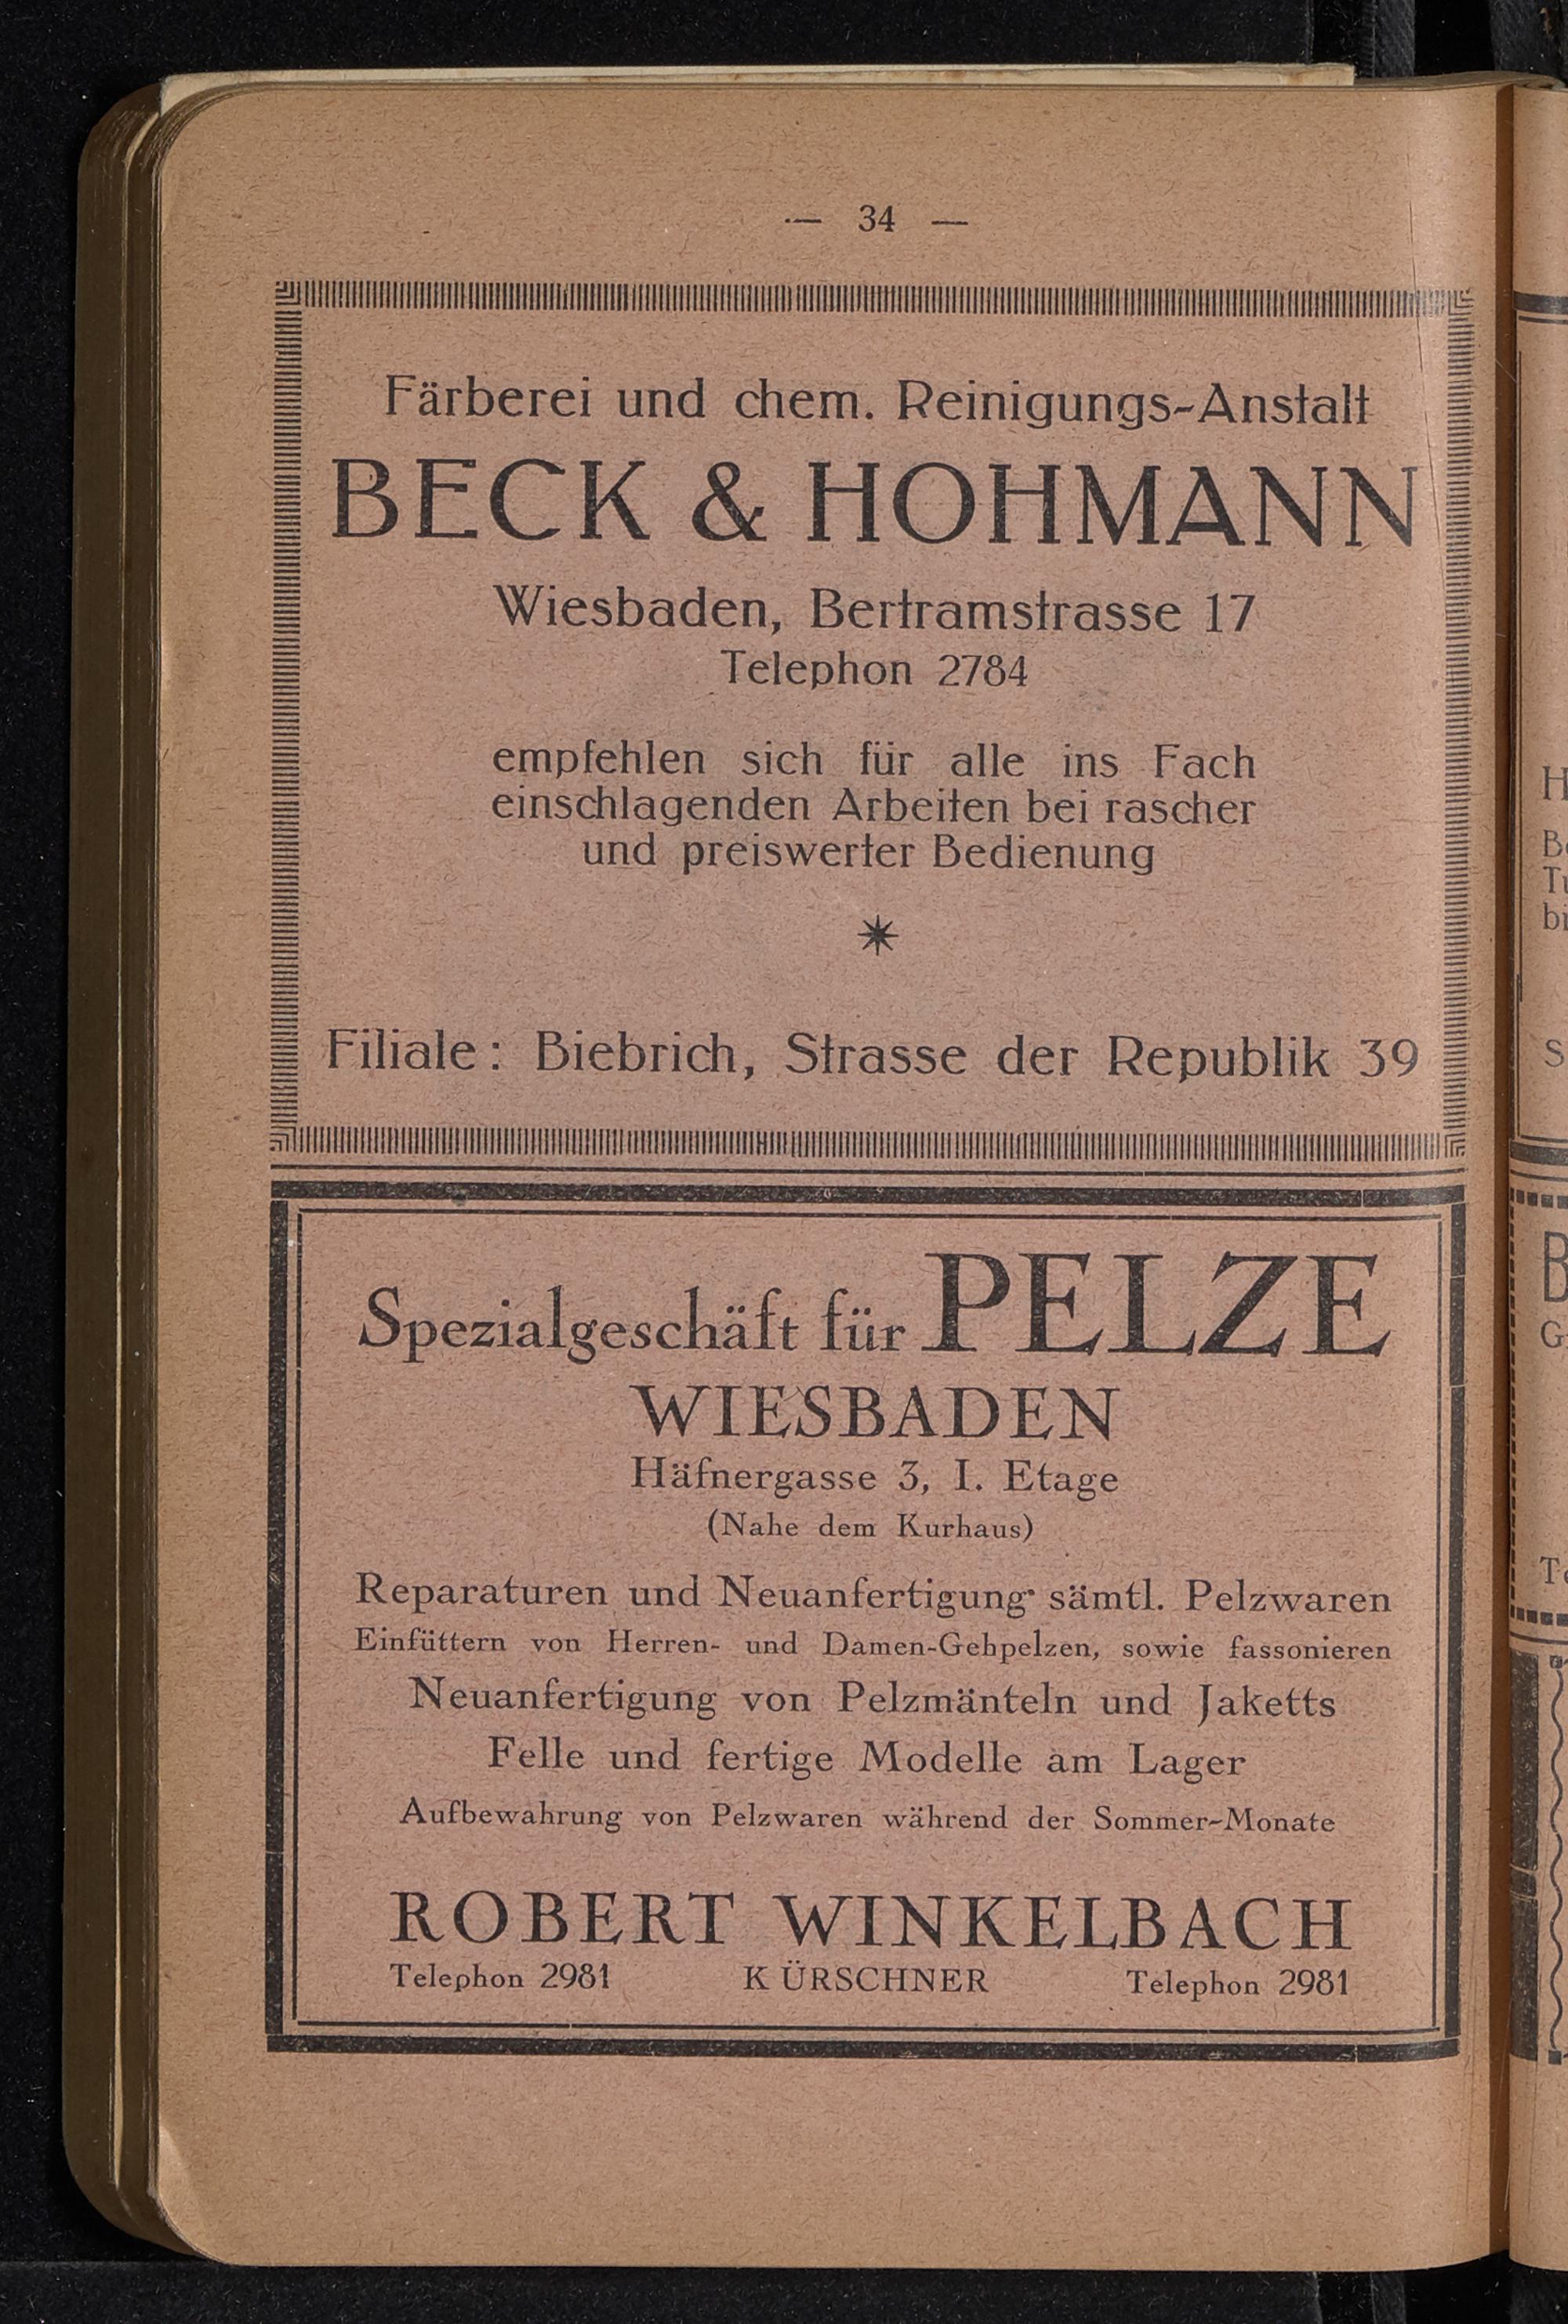 — 34 —
Färberei und chem. Reinigungs-Anstalt
BECK & HOHMANN
Wiesbaden, Bertramstrasse 17
Telephon 2784
empfehlen sich für alle ins Fach
einschlagenden Arbeiten bei rascher
und preiswerter Bedienung
Filiale: Biebrich, Strasse der Republik 39
Spezialgeschäft für PELZE
WIESBADEN
Häfnergasse 3, I. Etage
(Nahe dem Kurhaus)
Reparaturen und Neuanfertigung sämtl. Pelzwaren
Einfüttern von Herren- und Damen-Gehpelzen, sowie fassonieren
Neuanfertigung von Pelzmänteln und Jaketts
Felle und fertige Modelle am Lager
Aufbewahrung von Pelzwaren während der Sommer-Monate
ROBERT WINKELBACH
Telephon 2981 KÜRSCHNER Telephon 2981